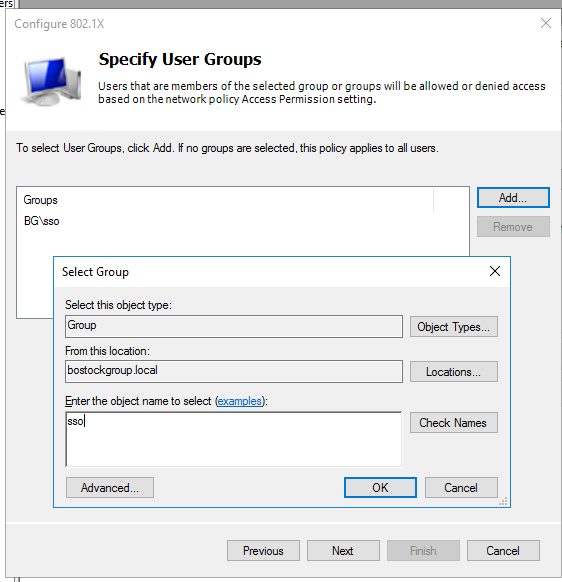 ers
Configure 802.1X
Specify User Groups
Users that are members of the selected group or groups will be allowed or denied access
based on the network policy Access Permission setting.
To select User Groups, click Add. If no groups are selected, this policy applies to all users.
Groups
Add...
BG\sso
Remove
Select Group
Select this object type:
Group
Object Types...
From this location:
bostockgroup.local
Locations...
Enter the object name to select (examples):
sso
Check Names
Advanced...
OK
Cancel
Previous
Next
Finish
Cancel